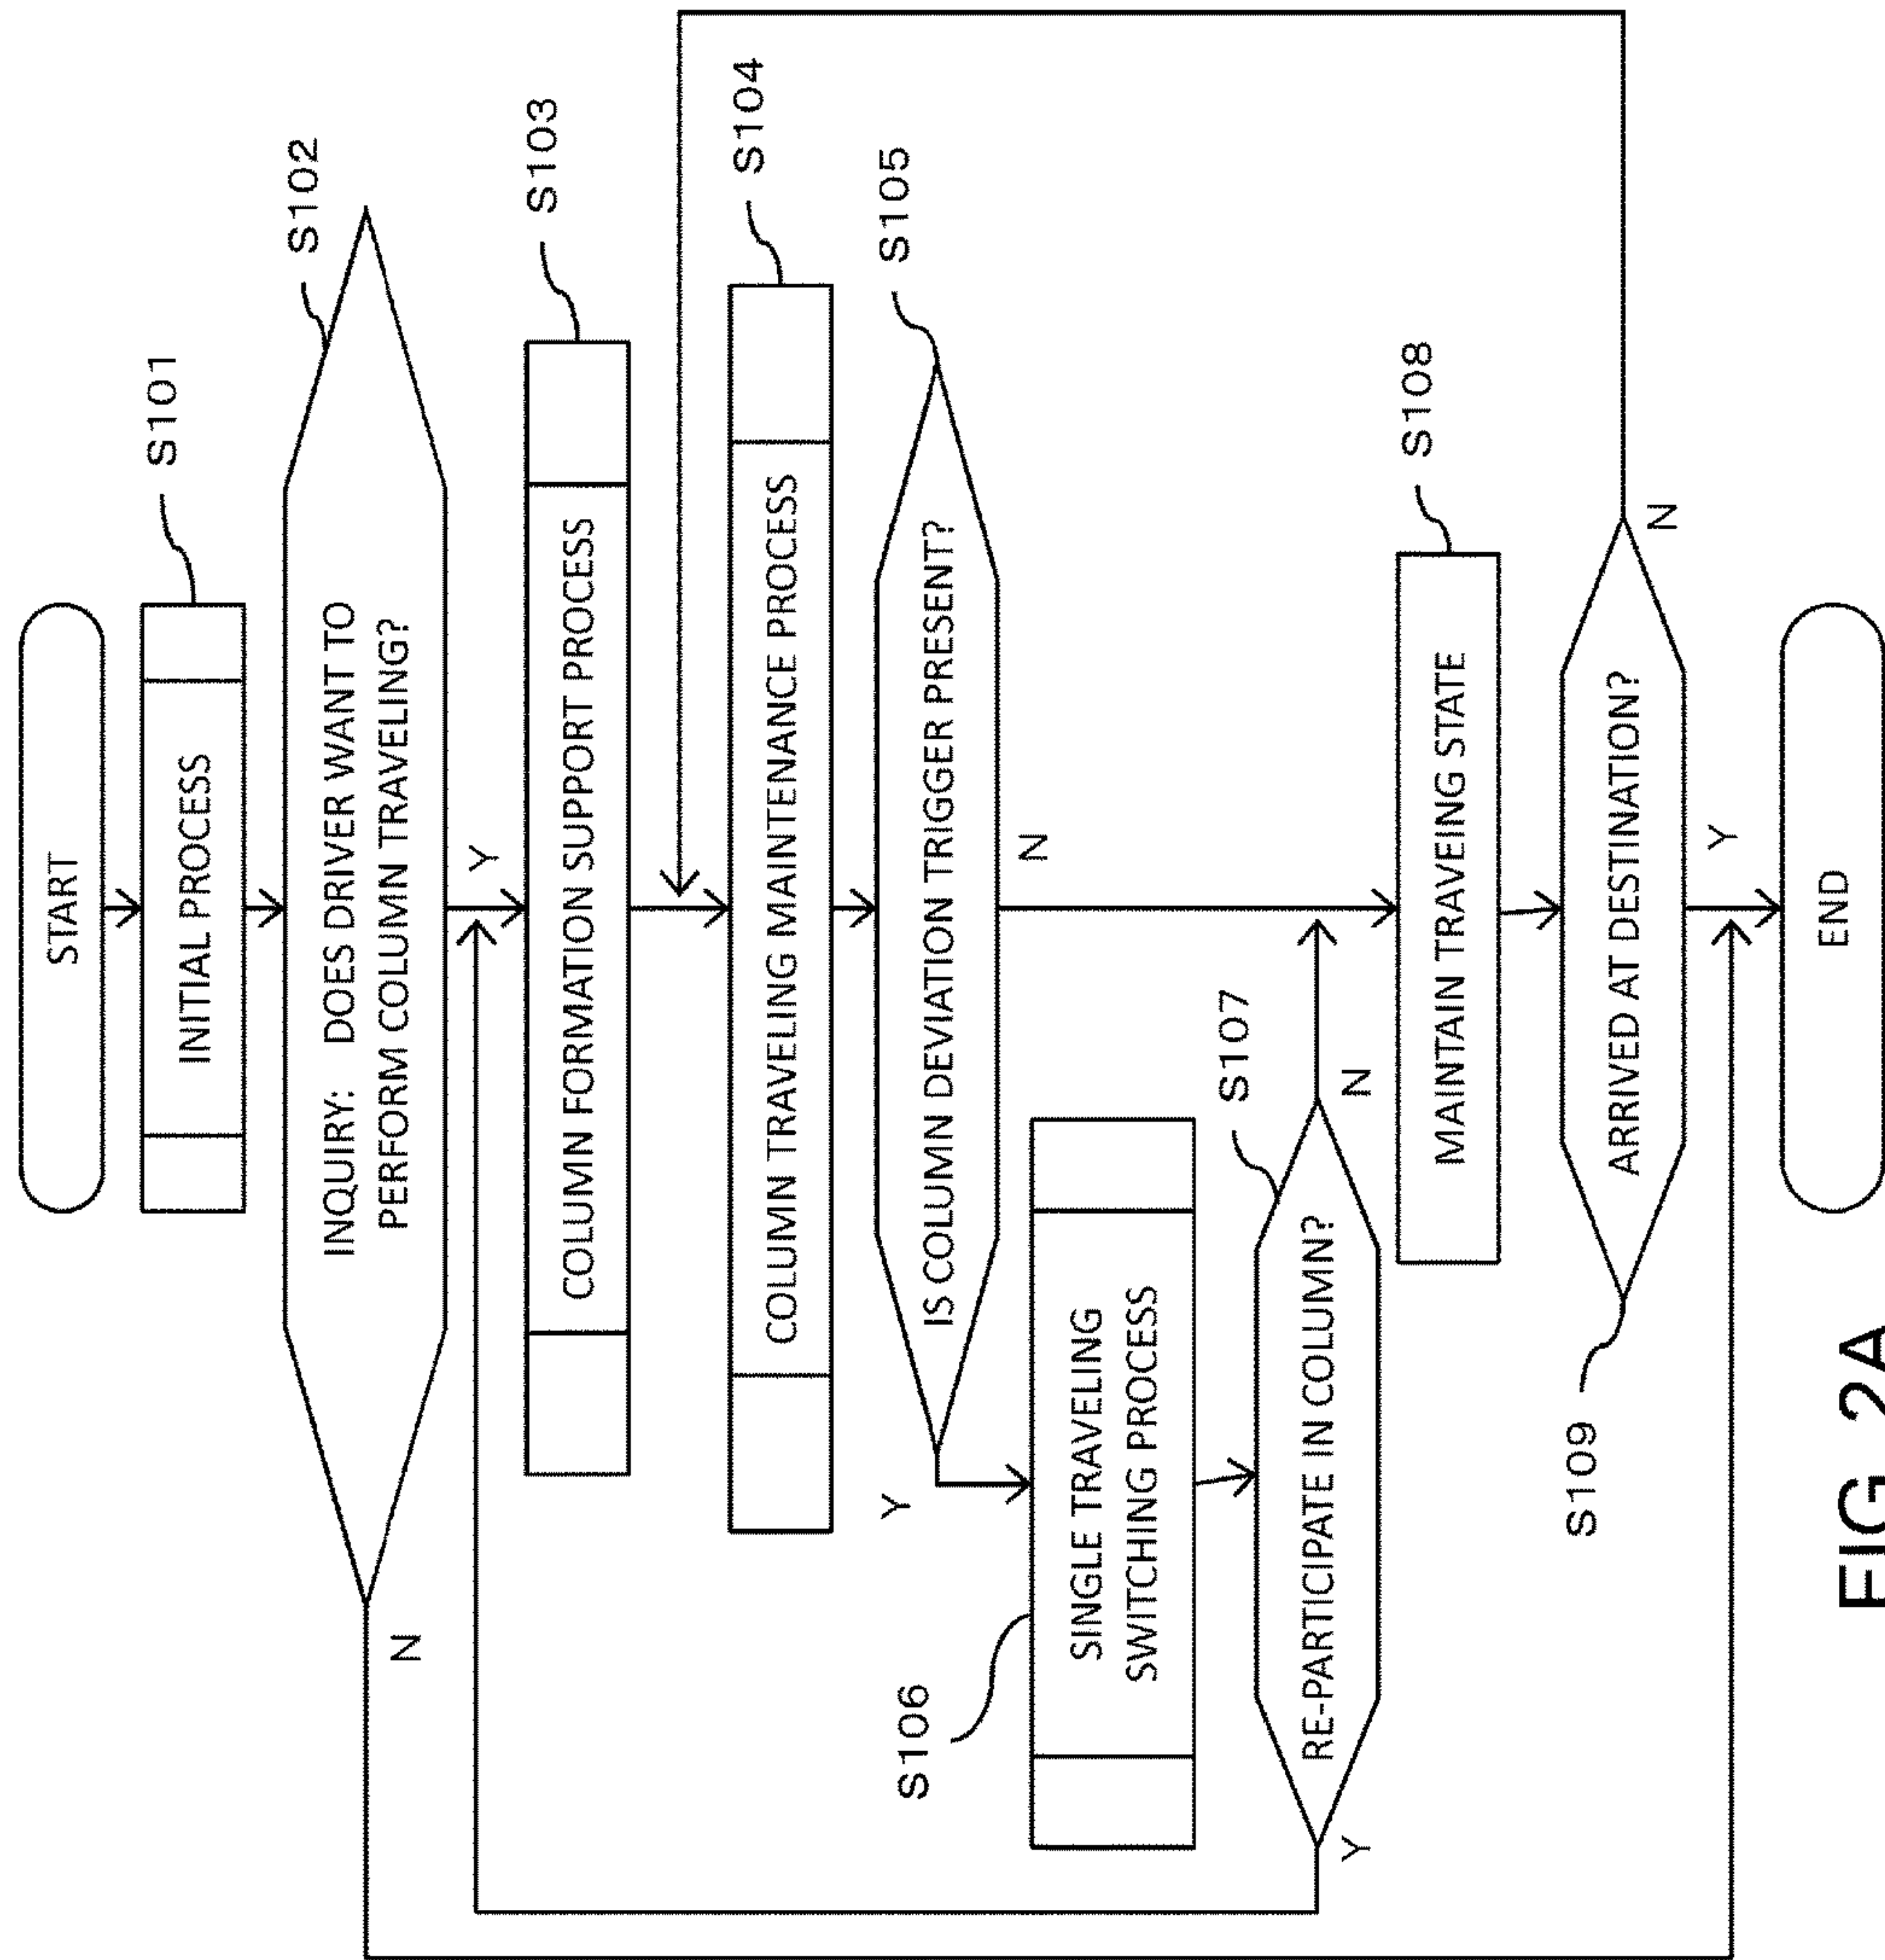 START
INITIAL PROCESS
S101
INQUIRY: DOES DRIVER WANT TO
PERFORM COLUMN TRAVELING?
S102
N
Y
COLUMN FORMATION SUPPORT PROCESS
S103
COLUMN TRAVELING MAINTENANCE PROCESS
S104
IS COLUMN DEVIATION TRIGGER PRESENT?
S105
Y
N
S106
SINGLE TRAVELING
SWITCHING PROCESS
RE-PARTICIPATE IN COLUMN?
S107
Y
N
MAINTAIN TRAVEING STATE
S108
ARRIVED AT DESTINATION?
S109
N
Y
END
FIG 2A